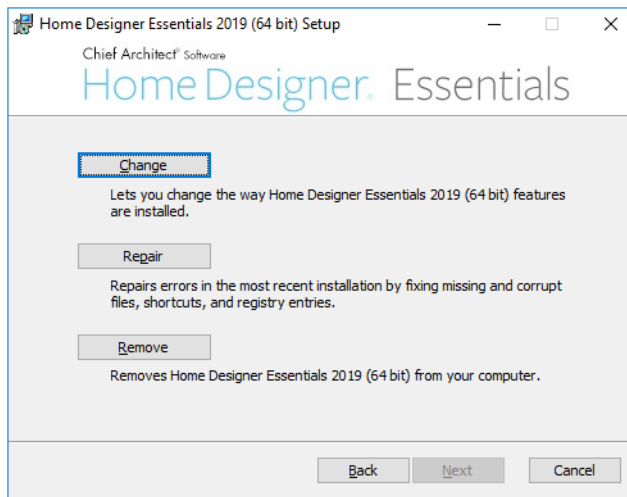 Home Designer Essentials 2019 (64 bit) Setup
Chief Architect® Software
Home Designer® Essentials
Change
Lets you change the way Home Designer Essentials 2019 (64 bit) features
are installed.
Repair
Repairs errors in the most recent installation by fixing missing and corrupt
files, shortcuts, and registry entries.
Remove
Removes Home Designer Essentials 2019 (64 bit) from your computer.
Back Next Cancel